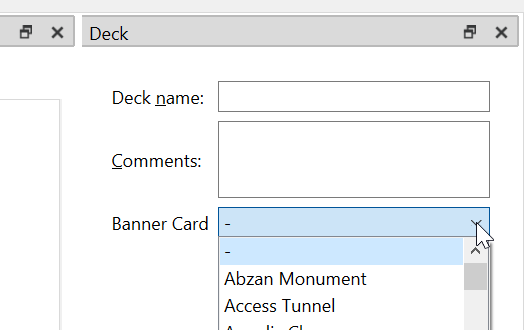 Deck
Deck name:
Comments:
Banner Card -
-
Abzan Monument
Access Tunnel